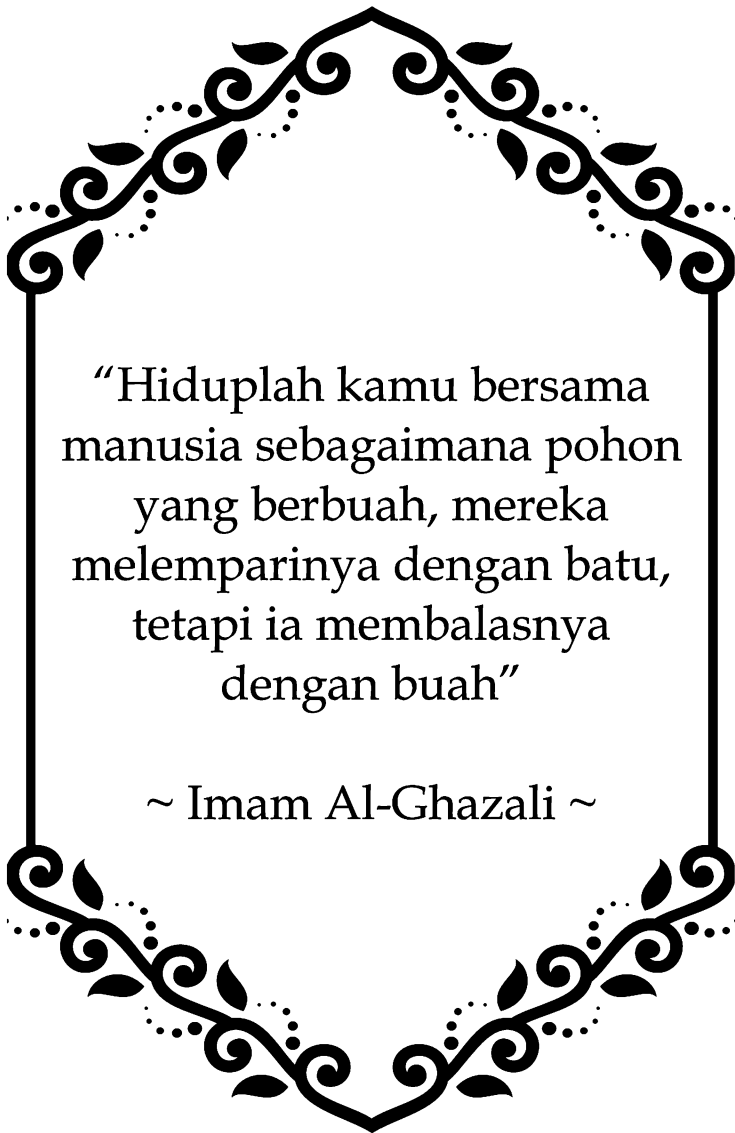 “Hiduplah kamu bersama
manusia sebagaimana pohon
yang berbuah, mereka
melemparinya dengan batu,
tetapi ia membalasnya
dengan buah”
~ Imam Al-Ghazali ~